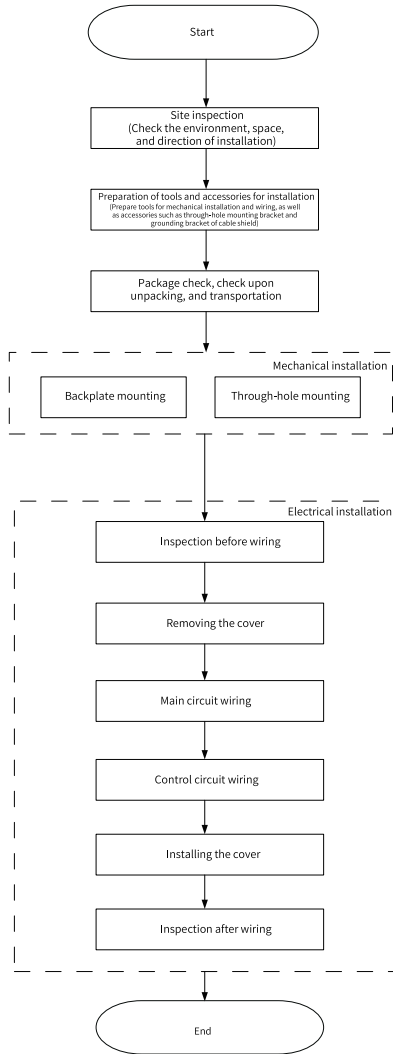 Start
Site inspection
(Check the environment, space,
and direction of installation)
Preparation of tools and accessories for installation
(Prepare tools for mechanical installation and wiring, as well
as accessories such as through-hole mounting bracket and
grounding bracket of cable shield)
Package check, check upon
unpacking, and transportation
Mechanical installation
Backplate mounting
Through-hole mounting
Electrical installation
Inspection before wiring
Removing the cover
Main circuit wiring
Control circuit wiring
Installing the cover
Inspection after wiring
End